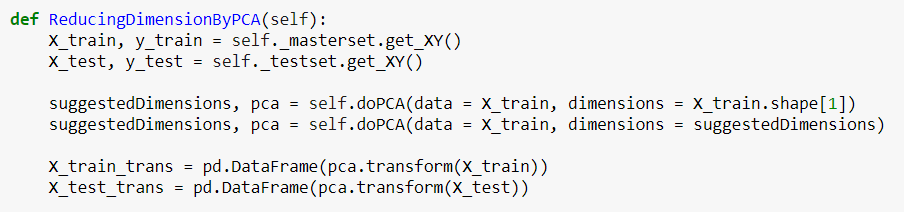 def ReducingDimensionByPCA(self):
    X_train, y_train = self._masterset.get_XY()
    X_test, y_test = self._testset.get_XY()

    suggestedDimensions, pca = self.doPCA(data = X_train, dimensions = X_train.shape[1])
    suggestedDimensions, pca = self.doPCA(data = X_train, dimensions = suggestedDimensions)

    X_train_trans = pd.DataFrame(pca.transform(X_train))
    X_test_trans = pd.DataFrame(pca.transform(X_test))